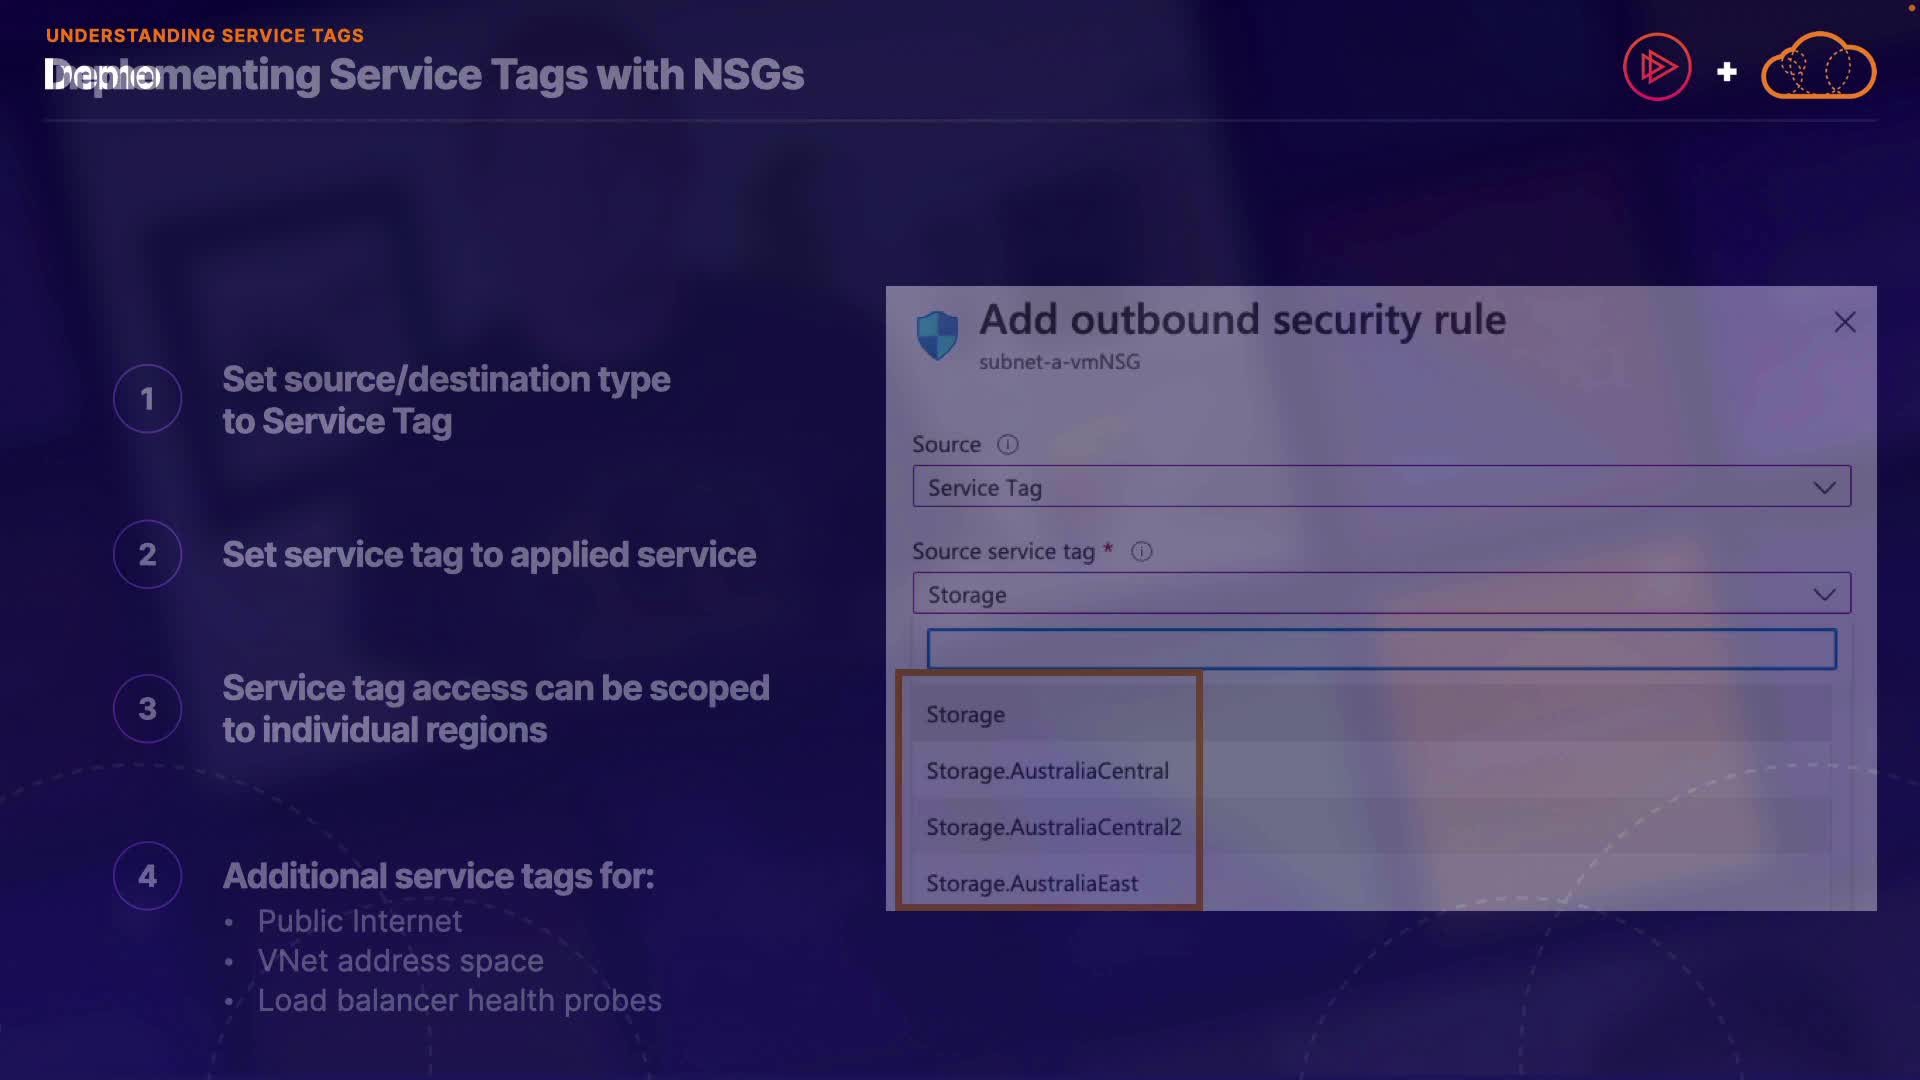 UNDERSTANDING SERVICE TAGS
Demo
Implementing Service Tags with NSGs
1
Set source/destination type
to Service Tag
2
Set service tag to applied service
3
Service tag access can be scoped
to individual regions
4
Additional service tags for:
• Public Internet
• VNet address space
• Load balancer health probes
Add outbound security rule
subnet-a-vmNSG
Source
Service Tag
Source service tag *
Storage
Storage
Storage.AustraliaCentral
Storage.AustraliaCentral2
Storage.AustraliaEast